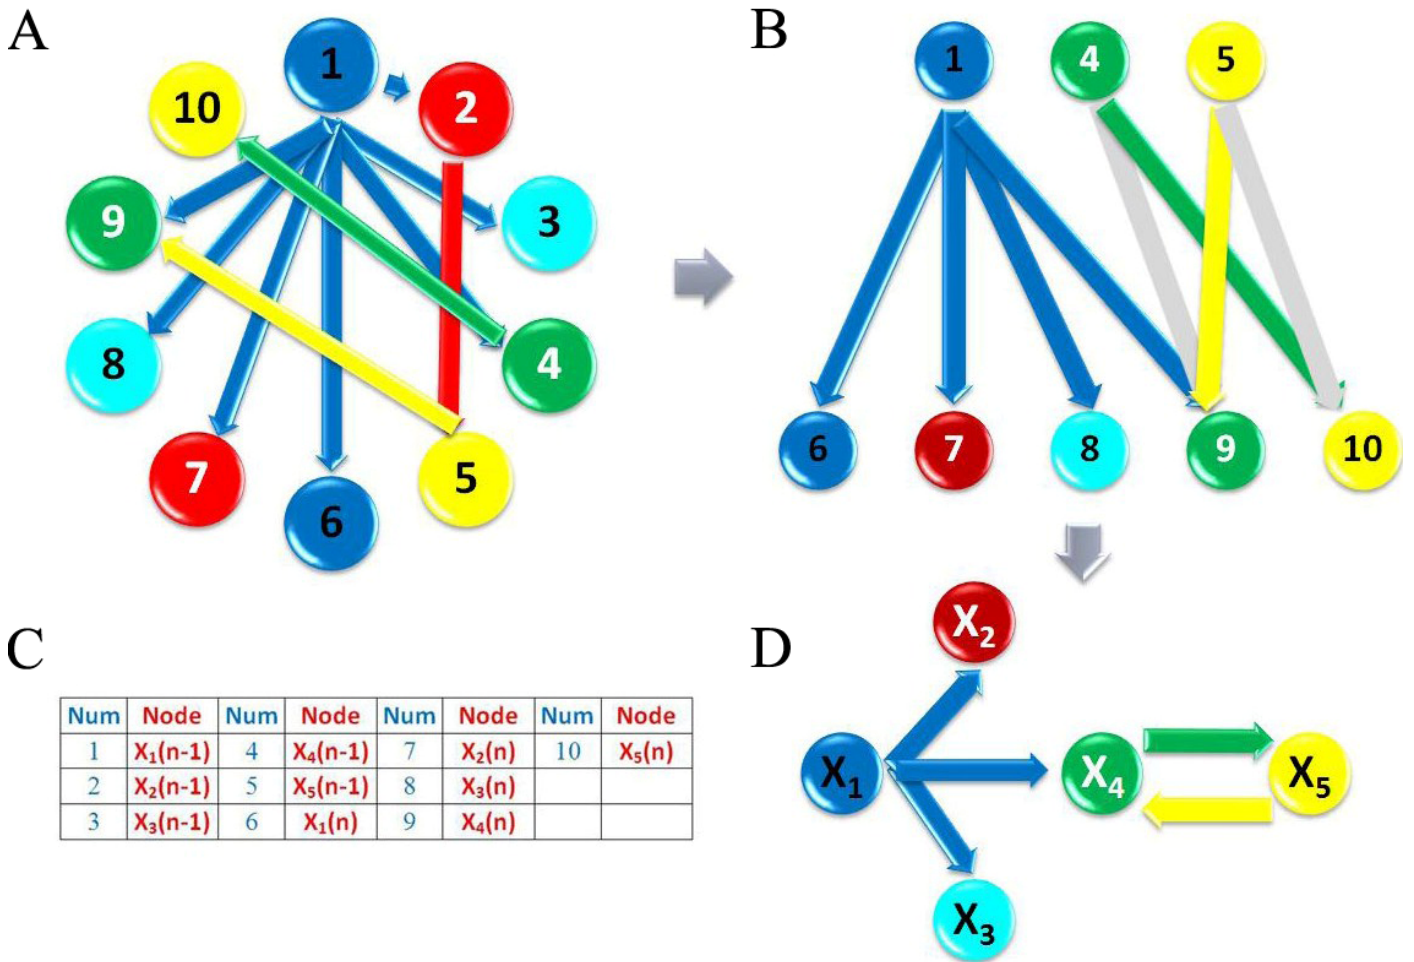 A
1
10
2
9
3
8
4
7
5
6
B
1
4
5
6
7
8
9
10
C
Num Node Num Node Num Node Num Node
1 X₁(n-1) 4 X₄(n-1) 7 X₂(n) 10 X₅(n)
2 X₂(n-1) 5 X₅(n-1) 8 X₃(n)
3 X₃(n-1) 6 X₁(n) 9 X₄(n)
D
X₂
X₁
X₄
X₅
X₃